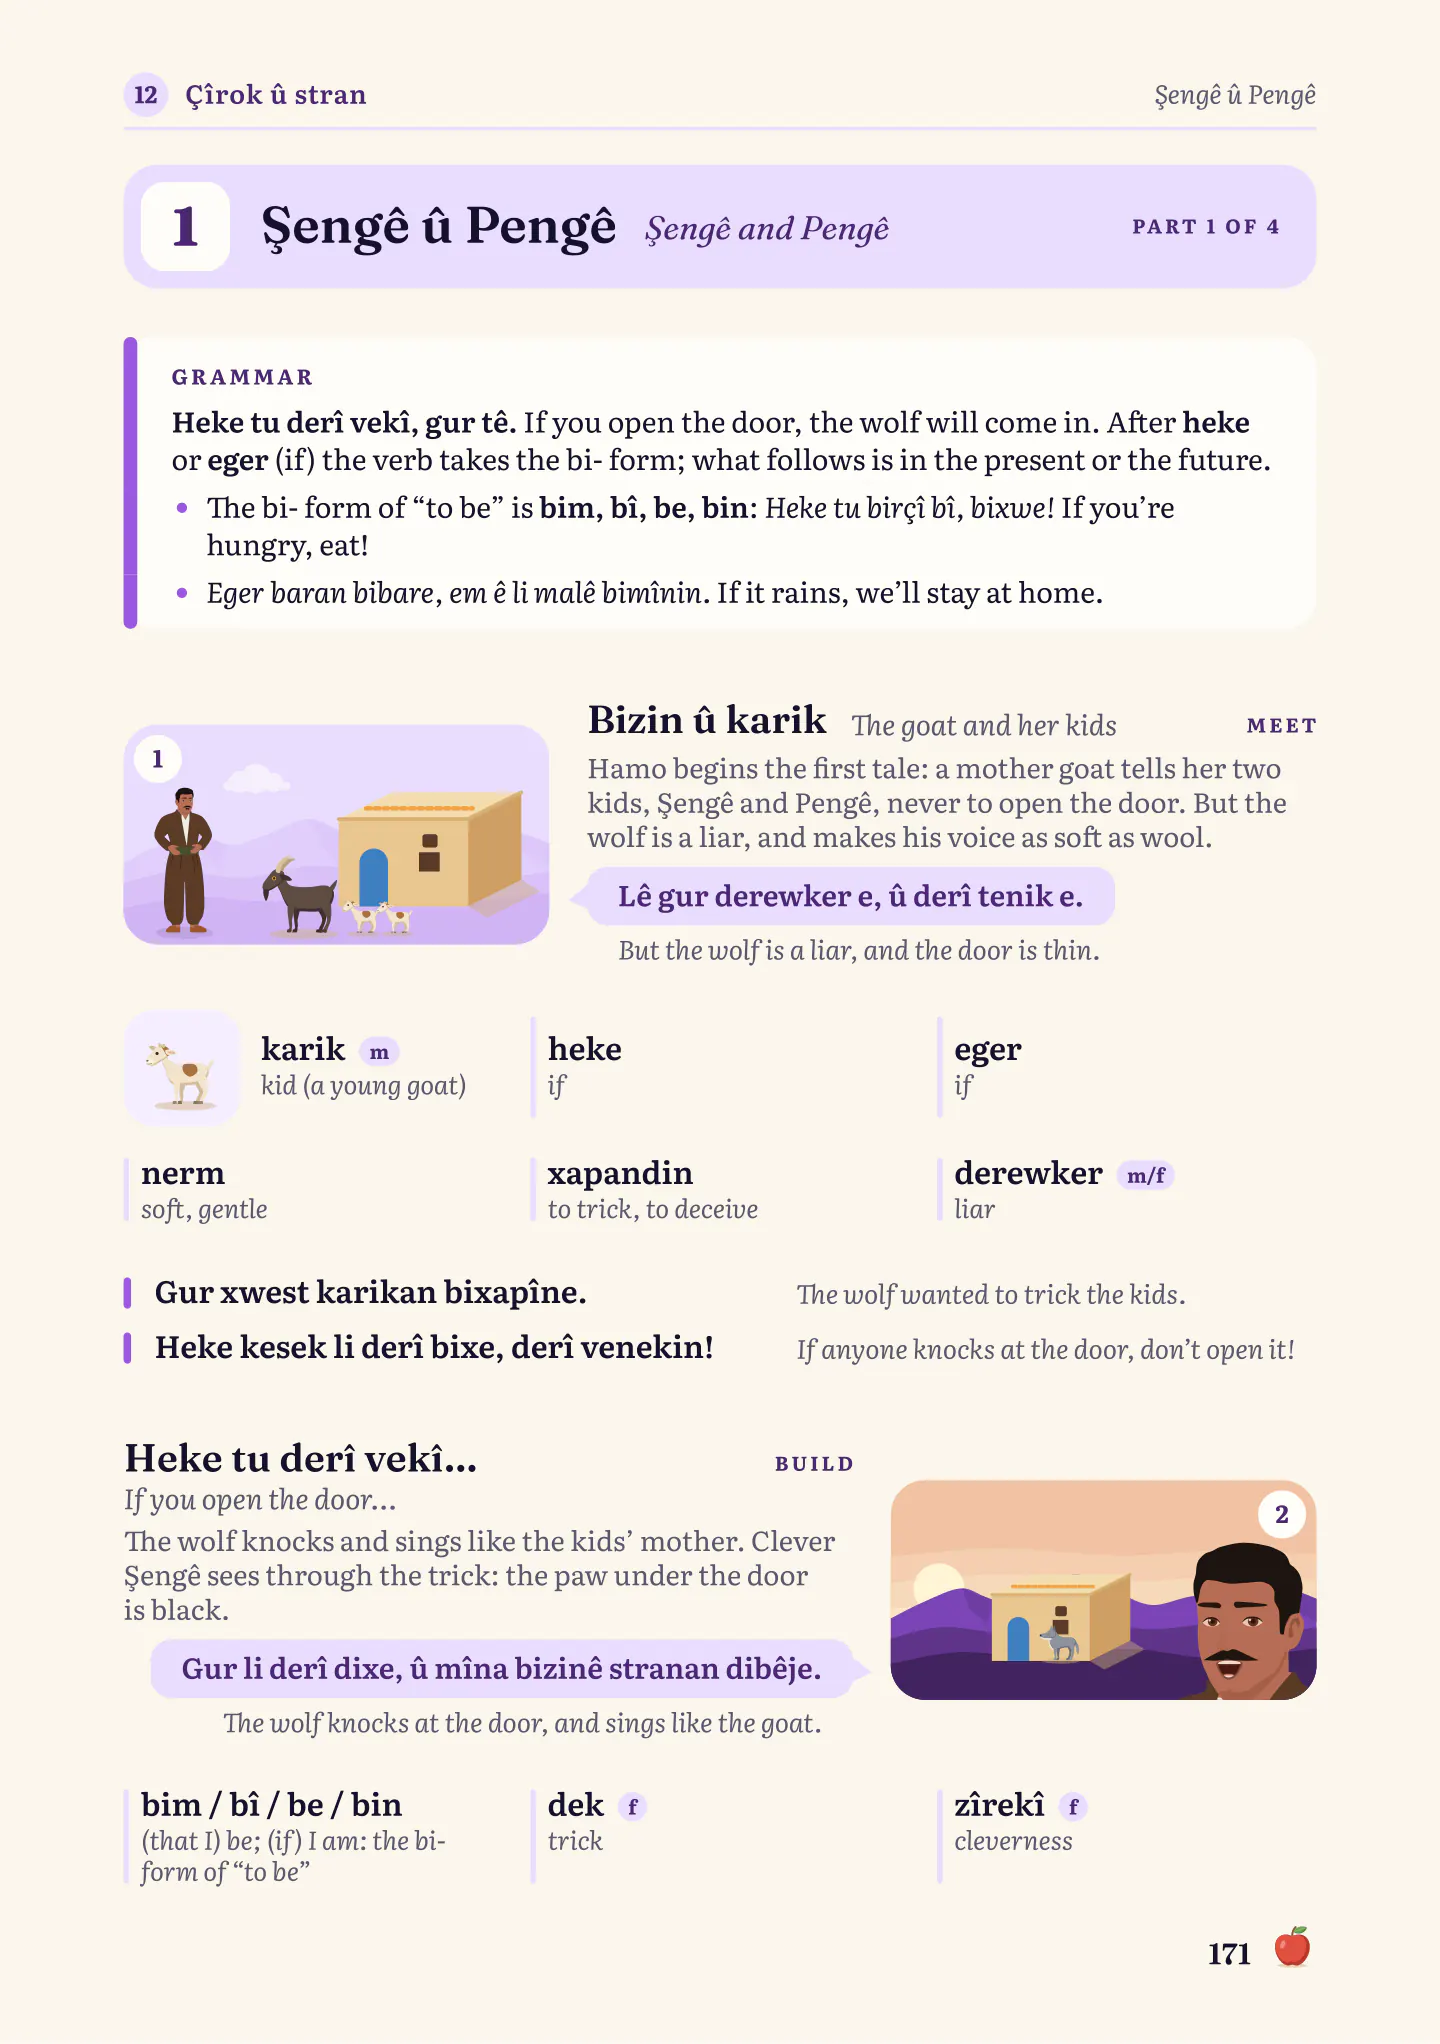 12 Çîrok û stran
Şengê û Pengê
1 Şengê û Pengê Şengê and Pengê PART 1 OF 4
GRAMMAR
Heke tu derî vekî, gur tê. If you open the door, the wolf will come in. After heke
or eger (if) the verb takes the bi- form; what follows is in the present or the future.
• The bi- form of “to be” is bim, bî, be, bin: Heke tu birçî bî, bixwe! If you’re
hungry, eat!
• Eger baran bibare, em ê li malê bimînin. If it rains, we’ll stay at home.
1
Bizin û karik The goat and her kids MEET
Hamo begins the first tale: a mother goat tells her two
kids, Şengê and Pengê, never to open the door. But the
wolf is a liar, and makes his voice as soft as wool.
Lê gur derewker e, û derî tenik e.
But the wolf is a liar, and the door is thin.
karik m
kid (a young goat)
heke
if
eger
if
nerm
soft, gentle
xapandin
to trick, to deceive
derewker m/f
liar
Gur xwest karikan bixapîne. The wolf wanted to trick the kids.
Heke kesek li derî bixe, derî venekin! If anyone knocks at the door, don’t open it!
Heke tu derî vekî… BUILD
If you open the door…
The wolf knocks and sings like the kids’ mother. Clever
Şengê sees through the trick: the paw under the door
is black.
Gur li derî dixe, û mîna bizinê stranan dibêje.
The wolf knocks at the door, and sings like the goat.
2
bim / bî / be / bin
(that I) be; (if) I am: the bi-
form of “to be”
dek f
trick
zîrekî f
cleverness
171